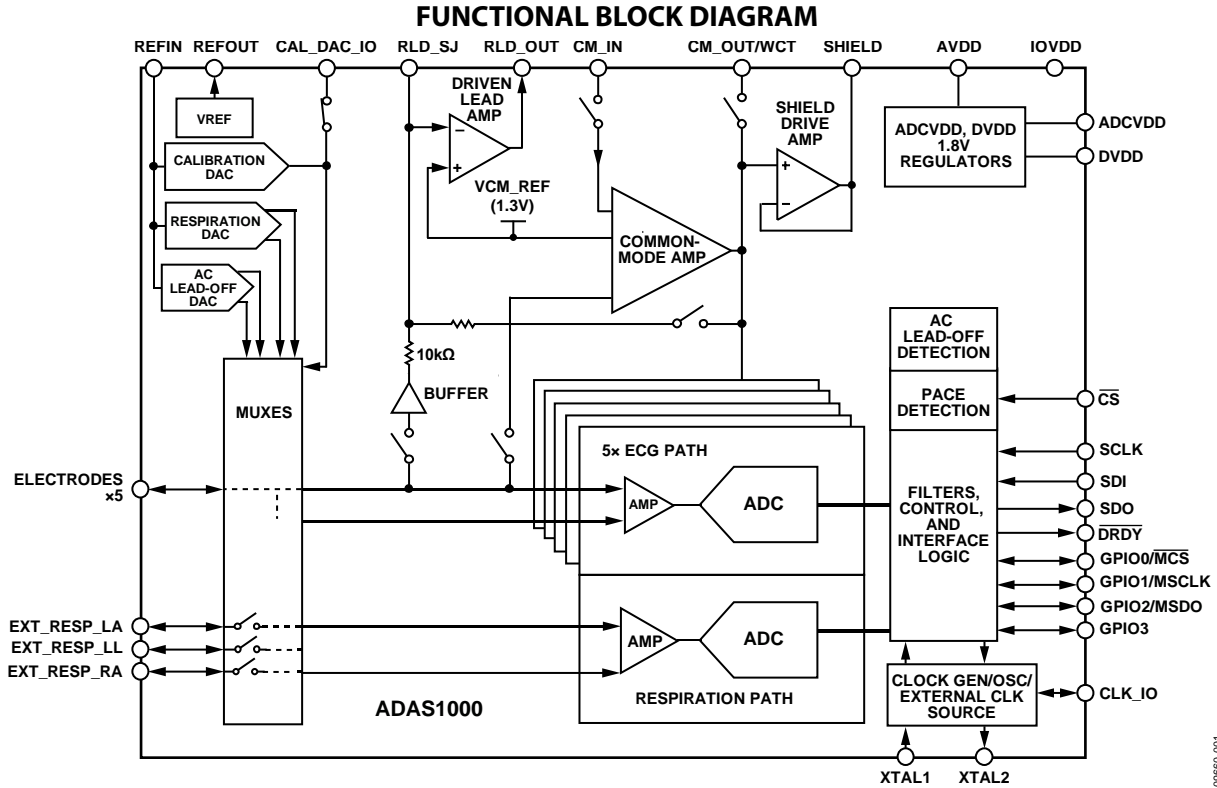 FUNCTIONAL BLOCK DIAGRAM
REFIN REFOUT CAL_DAC_IO RLD_SJ RLD_OUT CM_IN CM_OUT/WCT SHIELD AVDD IOVDD
VREF
DRIVEN
LEAD
AMP
SHIELD
DRIVE
AMP
ADCVDD, DVDD
1.8V
REGULATORS
ADCVDD
DVDD
CALIBRATION
DAC
VCM_REF
(1.3V)
RESPIRATION
DAC
COMMON-
MODE AMP
AC
LEAD-OFF
DAC
10kΩ
BUFFER
MUXES
AC
LEAD-OFF
DETECTION
PACE
DETECTION
FILTERS,
CONTROL,
AND
INTERFACE
LOGIC
5× ECG PATH
AMP
ADC
ELECTRODES
×5
CS
SCLK
SDI
SDO
DRDY
GPIO0/MCS
GPIO1/MSCLK
GPIO2/MSDO
GPIO3
EXT_RESP_LA
EXT_RESP_LL
EXT_RESP_RA
AMP
ADC
RESPIRATION PATH
ADAS1000
CLOCK GEN/OSC/
EXTERNAL CLK
SOURCE
CLK_IO
XTAL1 XTAL2